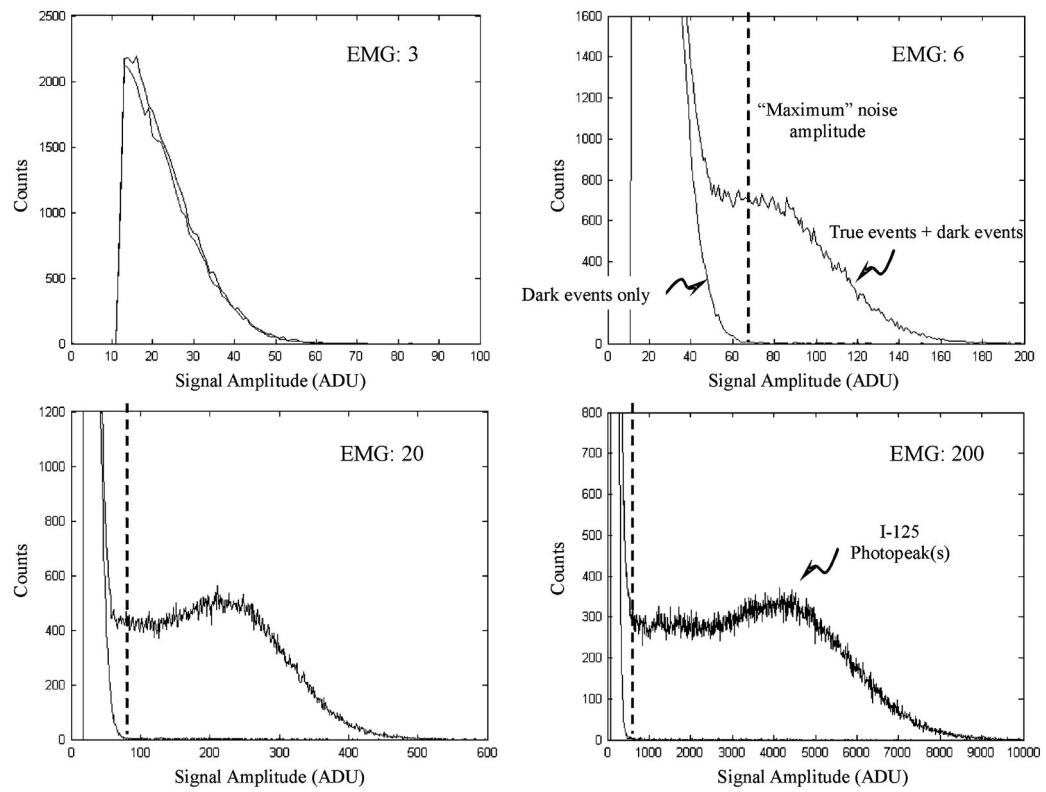 EMG: 3
Counts
2500
2000
1500
1000
500
0
0 10 20 30 40 50 60 70 80 90 100
Signal Amplitude (ADU)
EMG: 6
"Maximum" noise
amplitude
True events + dark events
Dark events only
Counts
1600
1400
1200
1000
800
600
400
200
0
0 20 40 60 80 100 120 140 160 180 200
Signal Amplitude (ADU)
EMG: 20
Counts
1200
1000
800
600
400
200
0
0 100 200 300 400 500 600
Signal Amplitude (ADU)
EMG: 200
I-125
Photopeak(s)
Counts
800
700
600
500
400
300
200
100
0
0 1000 2000 3000 4000 5000 6000 7000 8000 9000 10000
Signal Amplitude (ADU)